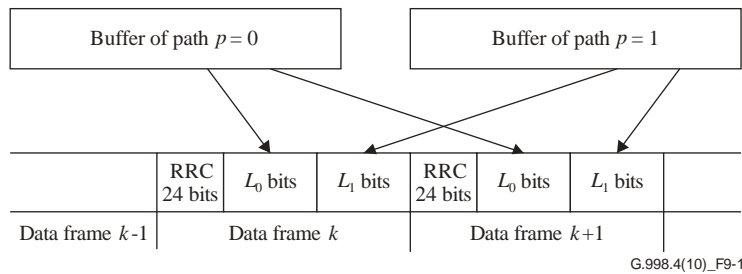 Buffer of path p = 0
Buffer of path p = 1
RRC
24 bits
L₀ bits
L₁ bits
RRC
24 bits
L₀ bits
L₁ bits
Data frame k-1
Data frame k
Data frame k+1
G.998.4(10)_F9-1